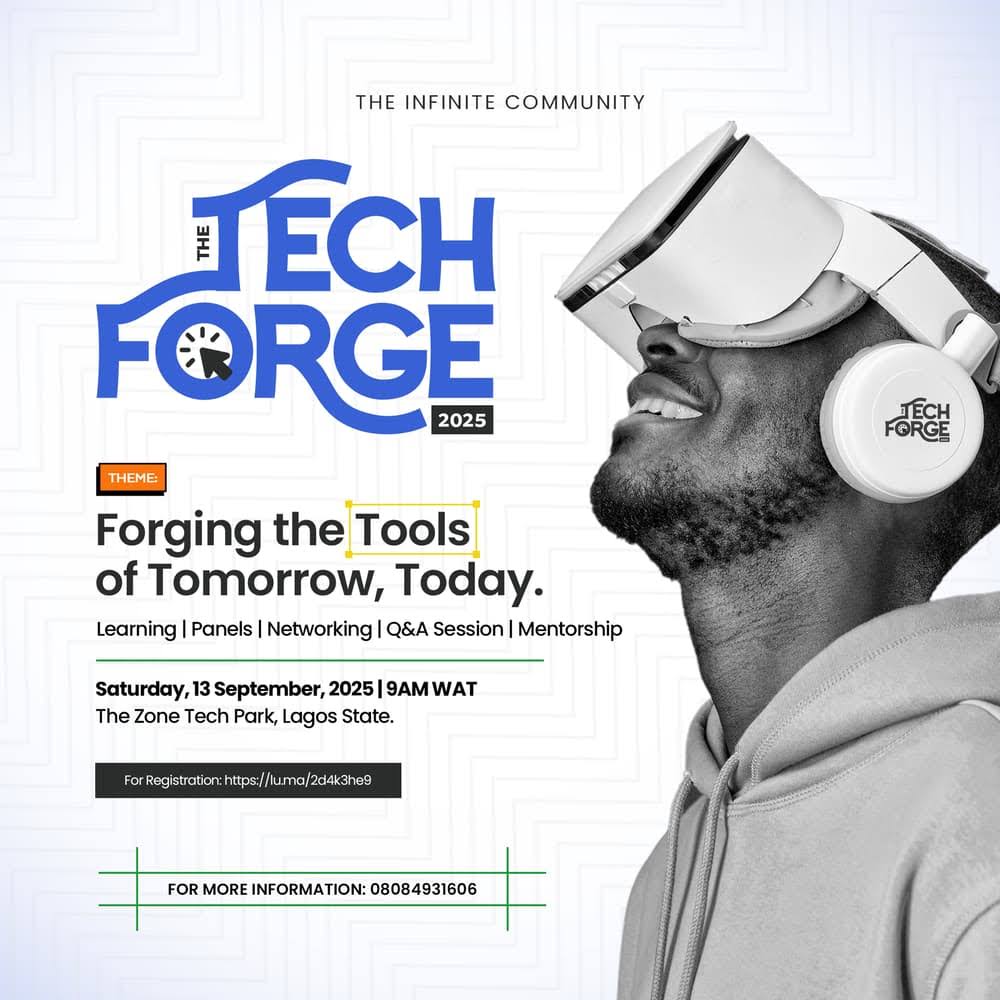 THE INFINITE COMMUNITY
THE TECH
FORGE
2025
THEME:
Forging the Tools
of Tomorrow, Today.
Learning | Panels | Networking | Q&A Session | Mentorship
Saturday, 13 September, 2025 | 9AM WAT
The Zone Tech Park, Lagos State.
For Registration: https://lu.ma/2d4k3he9
FOR MORE INFORMATION: 08084931606
TECH
FORGE